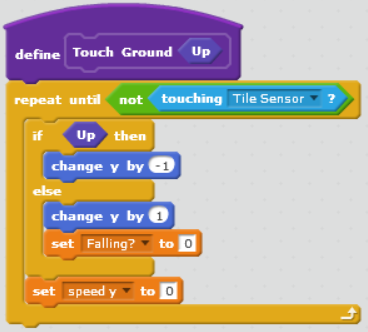 define Touch Ground Up
repeat until not touching Tile Sensor ?
if Up then
change y by -1
else
change y by 1
set Falling? to 0
set speed y to 0